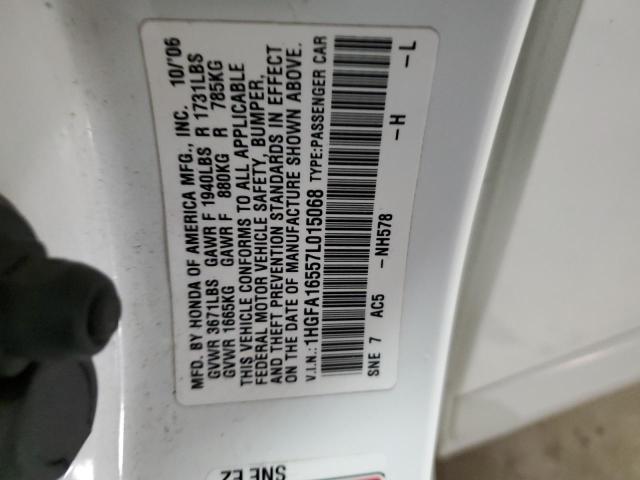 MFD. BY HONDA OF AMERICA MFG., INC. 10/'06
GVWR 3671LBS GAWR F 1940LBS R 1731LBS
GVWR 1665KG GAWR F 880KG R 785KG
THIS VEHICLE CONFORMS TO ALL APPLICABLE
FEDERAL MOTOR VEHICLE SAFETY, BUMPER,
AND THEFT PREVENTION STANDARDS IN EFFECT
ON THE DATE OF MANUFACTURE SHOWN ABOVE.
V.I.N.:1HGFA16557L015068 TYPE:PASSENGER CAR
SNE 7 AC5 -NH578 -H -L
SNE EZ